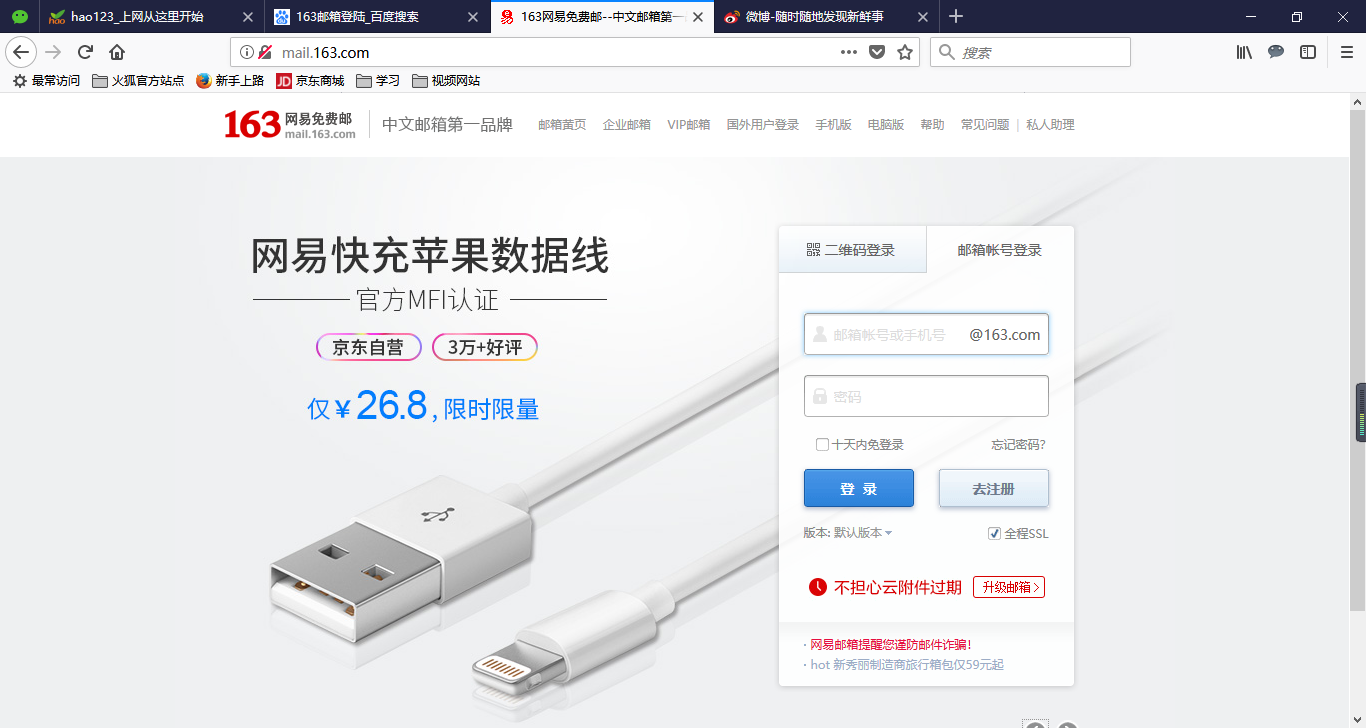 hao123_上网从这里开始
163邮箱登陆_百度搜索
163网易免费邮--中文邮箱第一
微博-随时随地发现新鲜事
mail.163.com
搜索
最常访问
火狐官方站点
新手上路
JD 京东商城
学习
视频网站
163 网易免费邮
mail.163.com
中文邮箱第一品牌
邮箱黄页
企业邮箱
VIP邮箱
国外用户登录
手机版
电脑版
帮助
常见问题
私人助理
网易快充苹果数据线
官方MFI认证
京东自营
3万+好评
仅￥26.8, 限时限量
二维码登录
邮箱帐号登录
邮箱帐号或手机号
@163.com
密码
十天内免登录
忘记密码?
登 录
去注册
版本: 默认版本
全程SSL
不担心云附件过期
升级邮箱>
· 网易邮箱提醒您谨防邮件诈骗!
· hot 新秀丽制造商旅行箱包仅59元起